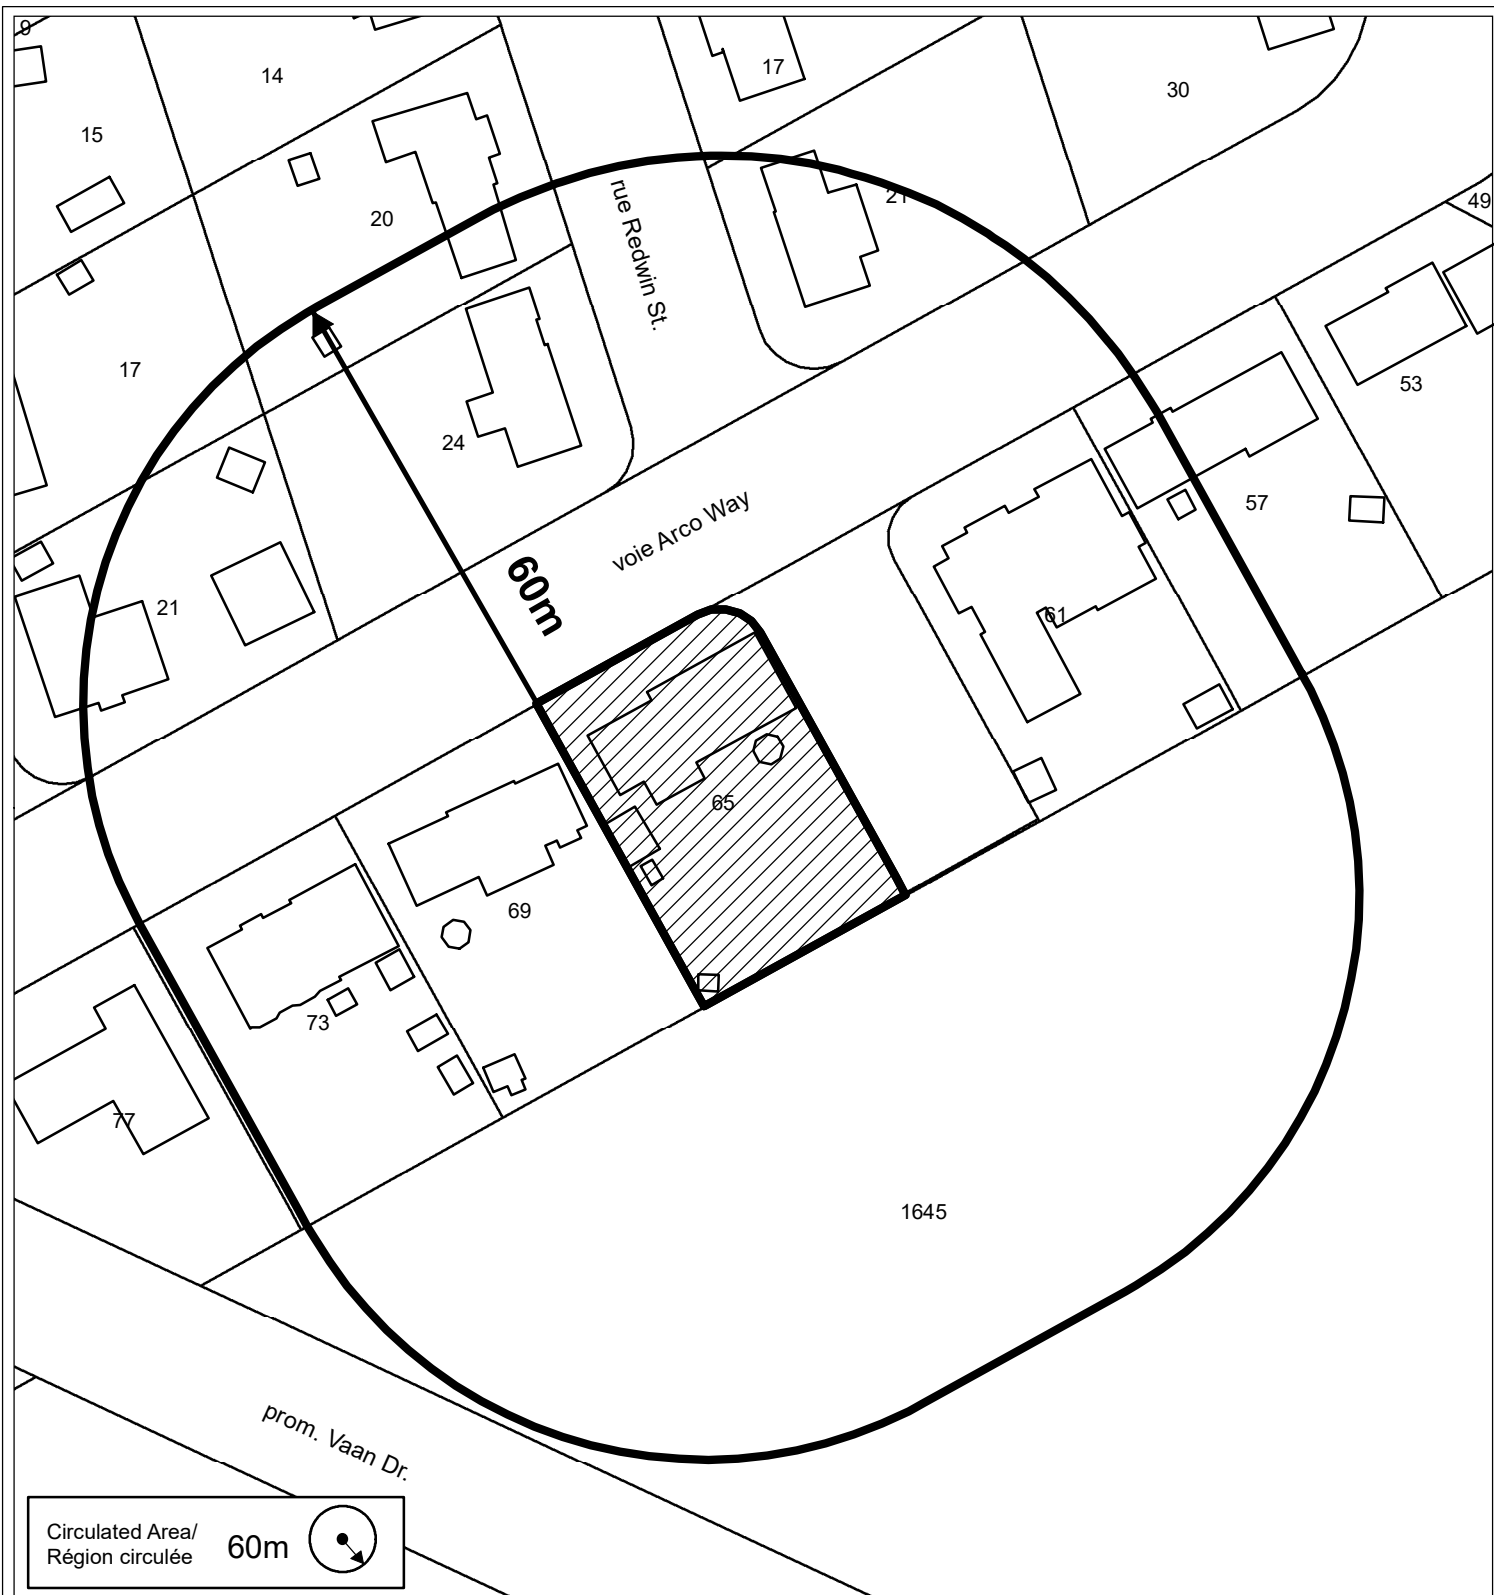 9
14
17
30
15
49
20
21
rue Redwin St.
17
53
24
57
voie Arco Way
60m
21
61
65
69
73
77
1645
prom. Vaan Dr.
Circulated Area/
Région circulée
60m